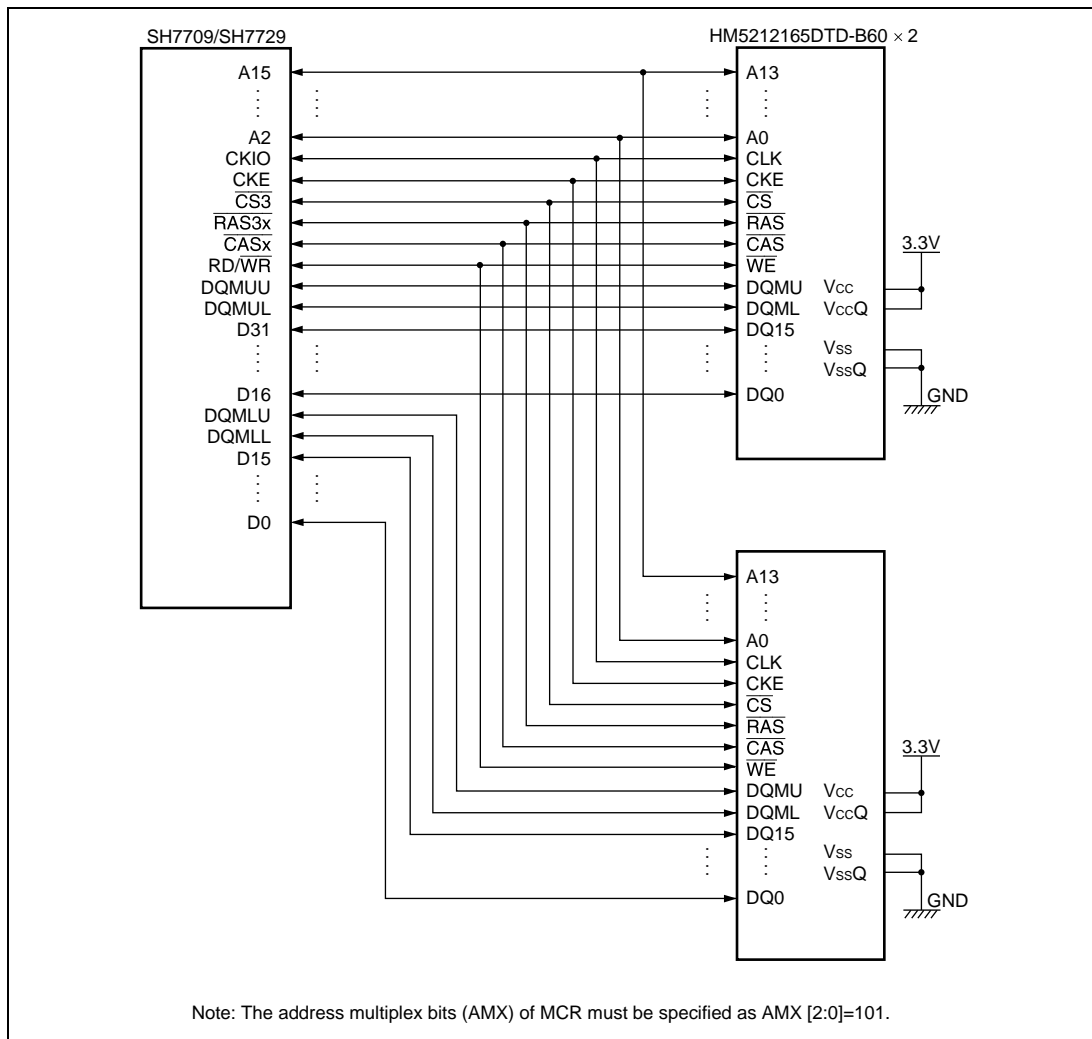 SH7709/SH7729
A15
A2
CKIO
CKE
CS3
RAS3x
CASx
RD/WR
DQMUU
DQMUL
D31
D16
DQMLU
DQMLL
D15
D0
HM5212165DTD-B60 × 2
A13
A0
CLK
CKE
CS
RAS
CAS
WE
DQMU
DQML
DQ15
DQ0
Vcc
VccQ
Vss
VssQ
3.3V
GND
A13
A0
CLK
CKE
CS
RAS
CAS
WE
DQMU
DQML
DQ15
DQ0
Vcc
VccQ
Vss
VssQ
3.3V
GND
Note: The address multiplex bits (AMX) of MCR must be specified as AMX [2:0]=101.